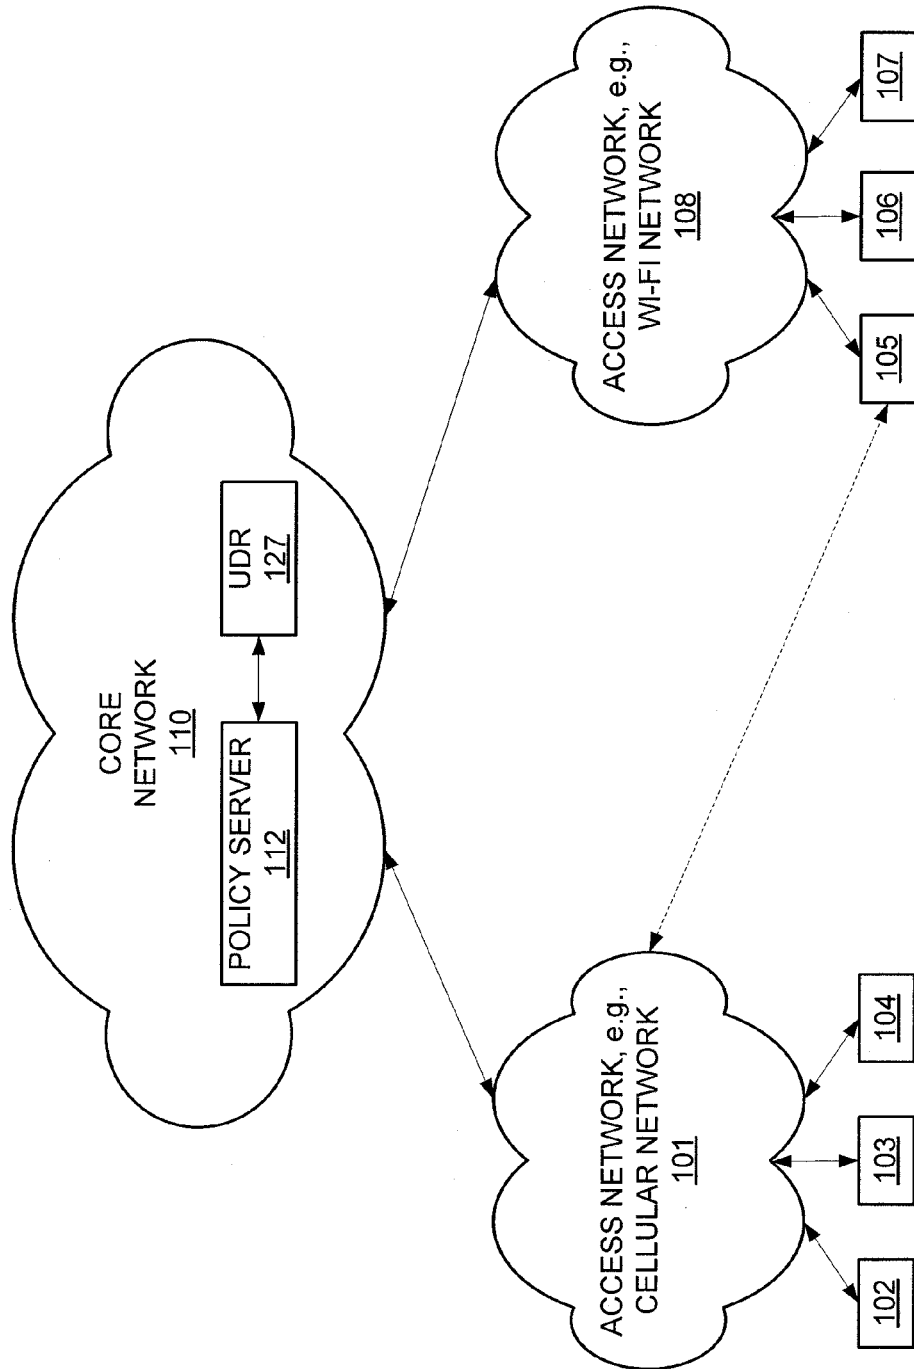 CORE
NETWORK
110
POLICY SERVER
112
UDR
127
ACCESS NETWORK, e.g.,
CELLULAR NETWORK
101
ACCESS NETWORK, e.g.,
WI-FI NETWORK
108
102
103
104
105
106
107